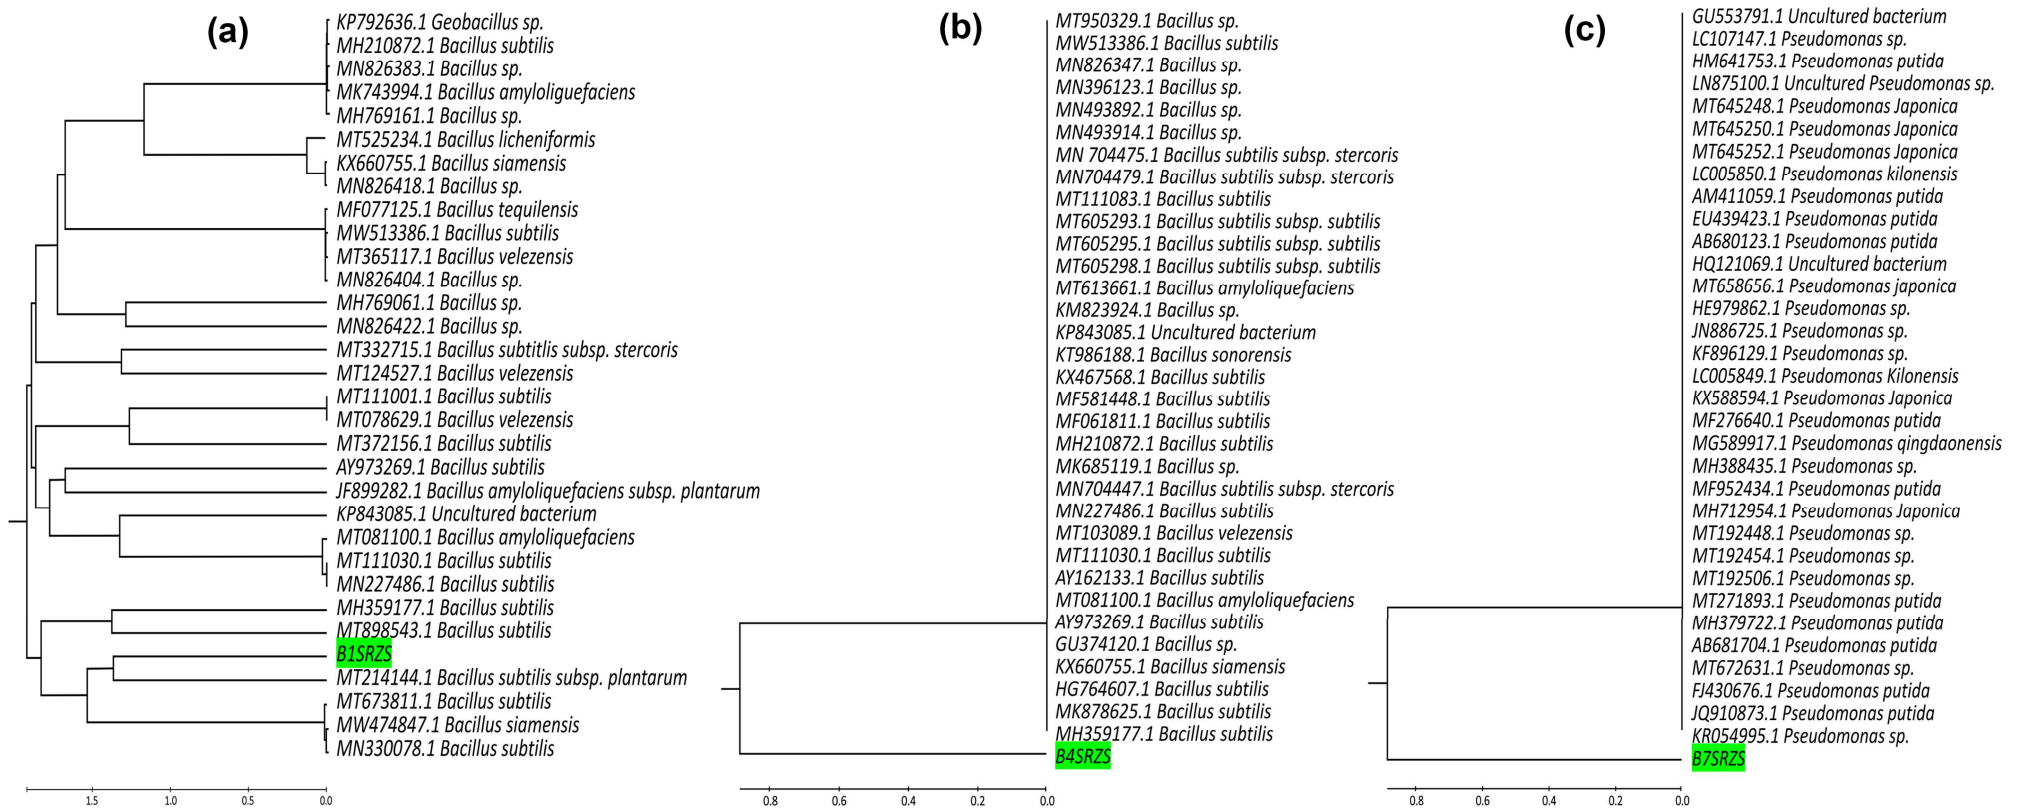 (a)
KP792636.1 Geobacillus sp.
MH210872.1 Bacillus subtilis
MN826383.1 Bacillus sp.
MK743994.1 Bacillus amyloliguefaciens
MH769161.1 Bacillus sp.
MT525234.1 Bacillus licheniformis
KX660755.1 Bacillus siamensis
MN826418.1 Bacillus sp.
MF077125.1 Bacillus tequilensis
MW513386.1 Bacillus subtilis
MT365117.1 Bacillus velezensis
MN826404.1 Bacillus sp.
MH769061.1 Bacillus sp.
MN826422.1 Bacillus sp.
MT332715.1 Bacillus subtitlis subsp. stercoris
MT124527.1 Bacillus velezensis
MT111001.1 Bacillus subtilis
MT078629.1 Bacillus velezensis
MT372156.1 Bacillus subtilis
AY973269.1 Bacillus subtilis
JF899282.1 Bacillus amyloliquefaciens subsp. plantarum
KP843085.1 Uncultured bacterium
MT081100.1 Bacillus amyloliquefaciens
MT111030.1 Bacillus subtilis
MN227486.1 Bacillus subtilis
MH359177.1 Bacillus subtilis
MT898543.1 Bacillus subtilis
B1SRZS
MT214144.1 Bacillus subtilis subsp. plantarum
MT673811.1 Bacillus subtilis
MW474847.1 Bacillus siamensis
MN330078.1 Bacillus subtilis
1.5 1.0 0.5 0.0
(b)
MT950329.1 Bacillus sp.
MW513386.1 Bacillus subtilis
MN826347.1 Bacillus sp.
MN396123.1 Bacillus sp.
MN493892.1 Bacillus sp.
MN493914.1 Bacillus sp.
MN 704475.1 Bacillus subtilis subsp. stercoris
MN704479.1 Bacillus subtilis subsp. stercoris
MT111083.1 Bacillus subtilis
MT605293.1 Bacillus subtilis subsp. subtilis
MT605295.1 Bacillus subtilis subsp. subtilis
MT605298.1 Bacillus subtilis subsp. subtilis
MT613661.1 Bacillus amyloliquefaciens
KM823924.1 Bacillus sp.
KP843085.1 Uncultured bacterium
KT986188.1 Bacillus sonorensis
KX467568.1 Bacillus subtilis
MF581448.1 Bacillus subtilis
MF061811.1 Bacillus subtilis
MH210872.1 Bacillus subtilis
MK685119.1 Bacillus sp.
MN704447.1 Bacillus subtilis subsp. stercoris
MN227486.1 Bacillus subtilis
MT103089.1 Bacillus velezensis
MT111030.1 Bacillus subtilis
AY162133.1 Bacillus subtilis
MT081100.1 Bacillus amyloliquefaciens
AY973269.1 Bacillus subtilis
GU374120.1 Bacillus sp.
KX660755.1 Bacillus siamensis
HG764607.1 Bacillus subtilis
MK878625.1 Bacillus subtilis
MH359177.1 Bacillus subtilis
B4SRZS
0.8 0.6 0.4 0.2 0.0
(c)
GU553791.1 Uncultured bacterium
LC107147.1 Pseudomonas sp.
HM641753.1 Pseudomonas putida
LN875100.1 Uncultured Pseudomonas sp.
MT645248.1 Pseudomonas Japonica
MT645250.1 Pseudomonas Japonica
MT645252.1 Pseudomonas Japonica
LC005850.1 Pseudomonas kilonensis
AM411059.1 Pseudomonas putida
EU439423.1 Pseudomonas putida
AB680123.1 Pseudomonas putida
HQ121069.1 Uncultured bacterium
MT658656.1 Pseudomonas japonica
HE979862.1 Pseudomonas sp.
JN886725.1 Pseudomonas sp.
KF896129.1 Pseudomonas sp.
LC005849.1 Pseudomonas Kilonensis
KX588594.1 Pseudomonas Japonica
MF276640.1 Pseudomonas putida
MG589917.1 Pseudomonas qingdaonensis
MH388435.1 Pseudomonas sp.
MF952434.1 Pseudomonas putida
MH712954.1 Pseudomonas Japonica
MT192448.1 Pseudomonas sp.
MT192454.1 Pseudomonas sp.
MT192506.1 Pseudomonas sp.
MT271893.1 Pseudomonas putida
MH379722.1 Pseudomonas putida
AB681704.1 Pseudomonas putida
MT672631.1 Pseudomonas sp.
FJ430676.1 Pseudomonas putida
JQ910873.1 Pseudomonas putida
KR054995.1 Pseudomonas sp.
B7SRZS
0.8 0.6 0.4 0.2 0.0